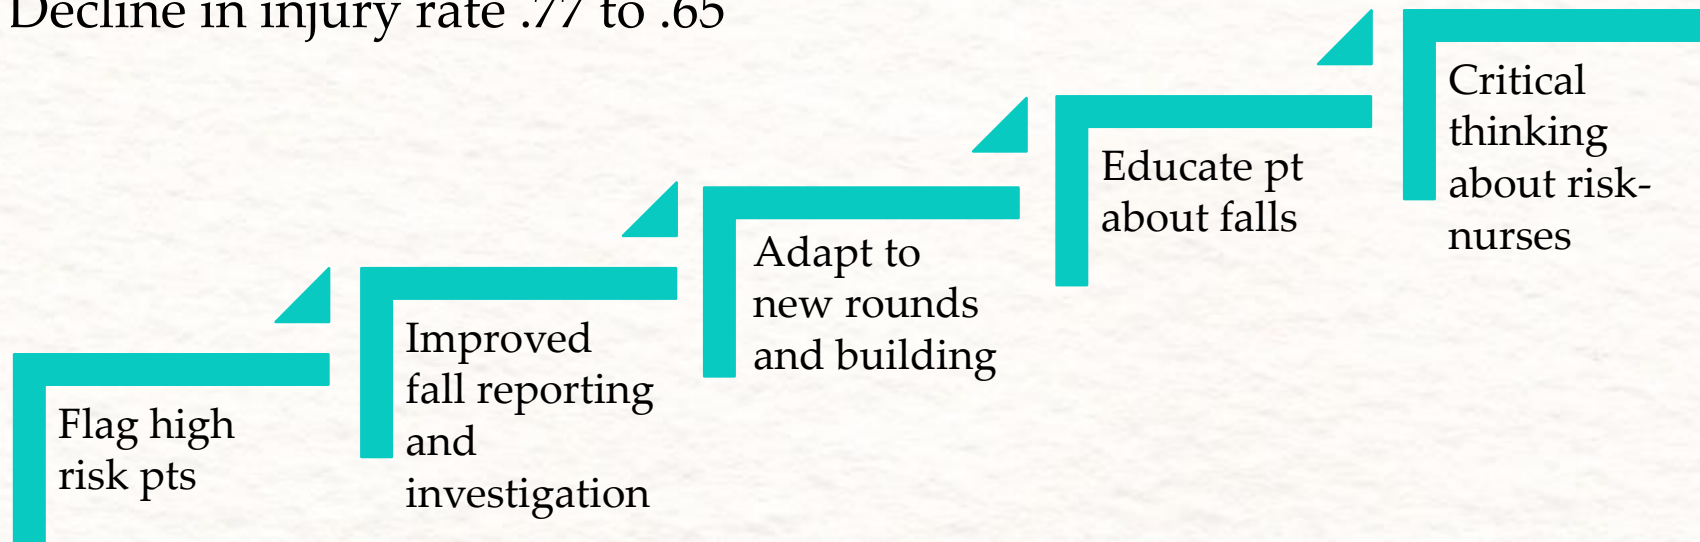 Decline in injury rate .77 to .65
Flag high
risk pts
Improved
fall reporting
and
investigation
Adapt to
new rounds
and building
Educate pt
about falls
Critical
thinking
about risk-
nurses